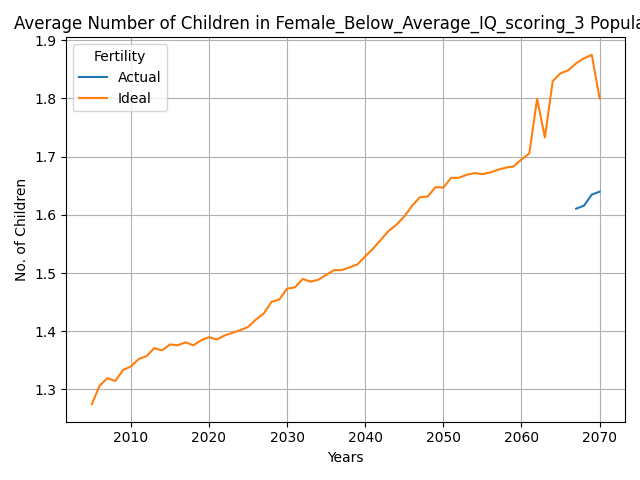 Average Number of Children in Female_Below_Average_IQ_scoring_3 Popula
Fertility
Actual
Ideal
1.9
1.8
1.7
1.6
1.5
1.4
1.3
No. of Children
2010 2020 2030 2040 2050 2060 2070
Years